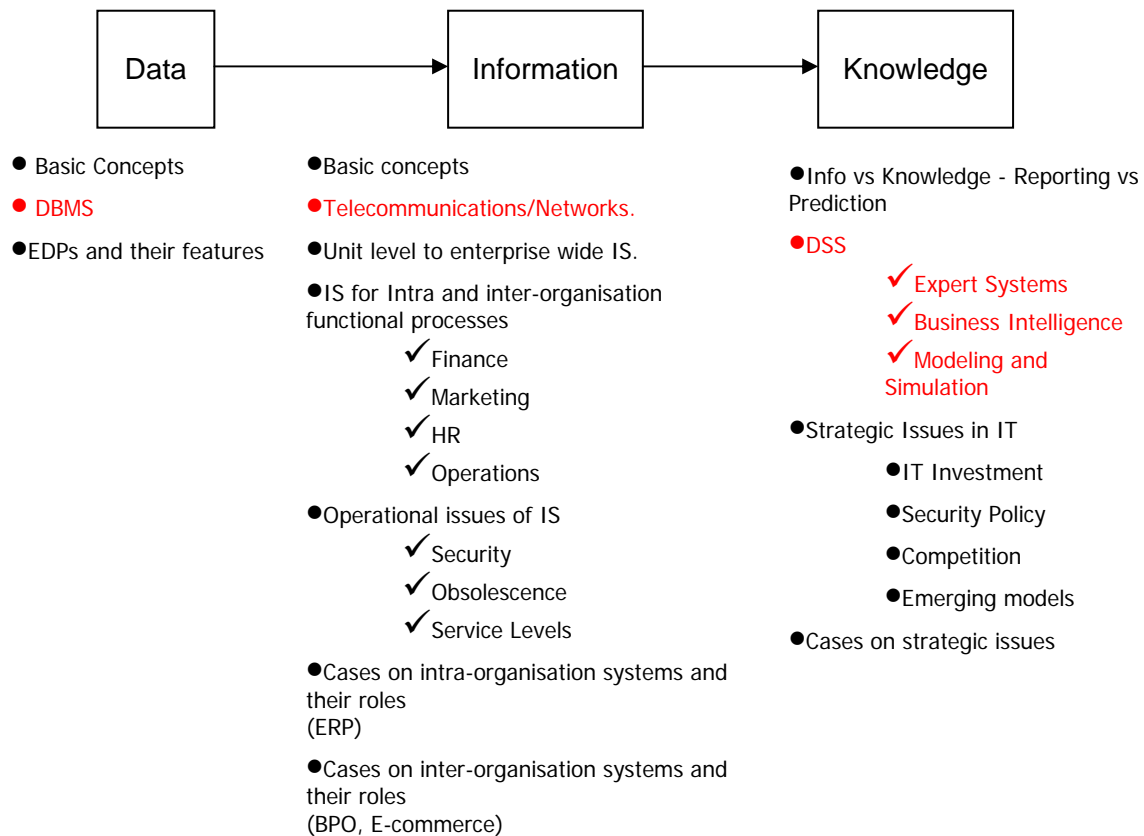 Data
Information
Knowledge
● Basic Concepts
● DBMS
●EDPs and their features
●Basic concepts
●Telecommunications/Networks.
●Unit level to enterprise wide IS.
●IS for Intra and inter-organisation
functional processes
✓Finance
✓Marketing
✓HR
✓Operations
●Operational issues of IS
✓Security
✓Obsolescence
✓Service Levels
●Cases on intra-organisation systems and
their roles
(ERP)
●Cases on inter-organisation systems and
their roles
(BPO, E-commerce)
●Info vs Knowledge - Reporting vs
Prediction
●DSS
✓Expert Systems
✓Business Intelligence
✓Modeling and
Simulation
●Strategic Issues in IT
●IT Investment
●Security Policy
●Competition
●Emerging models
●Cases on strategic issues